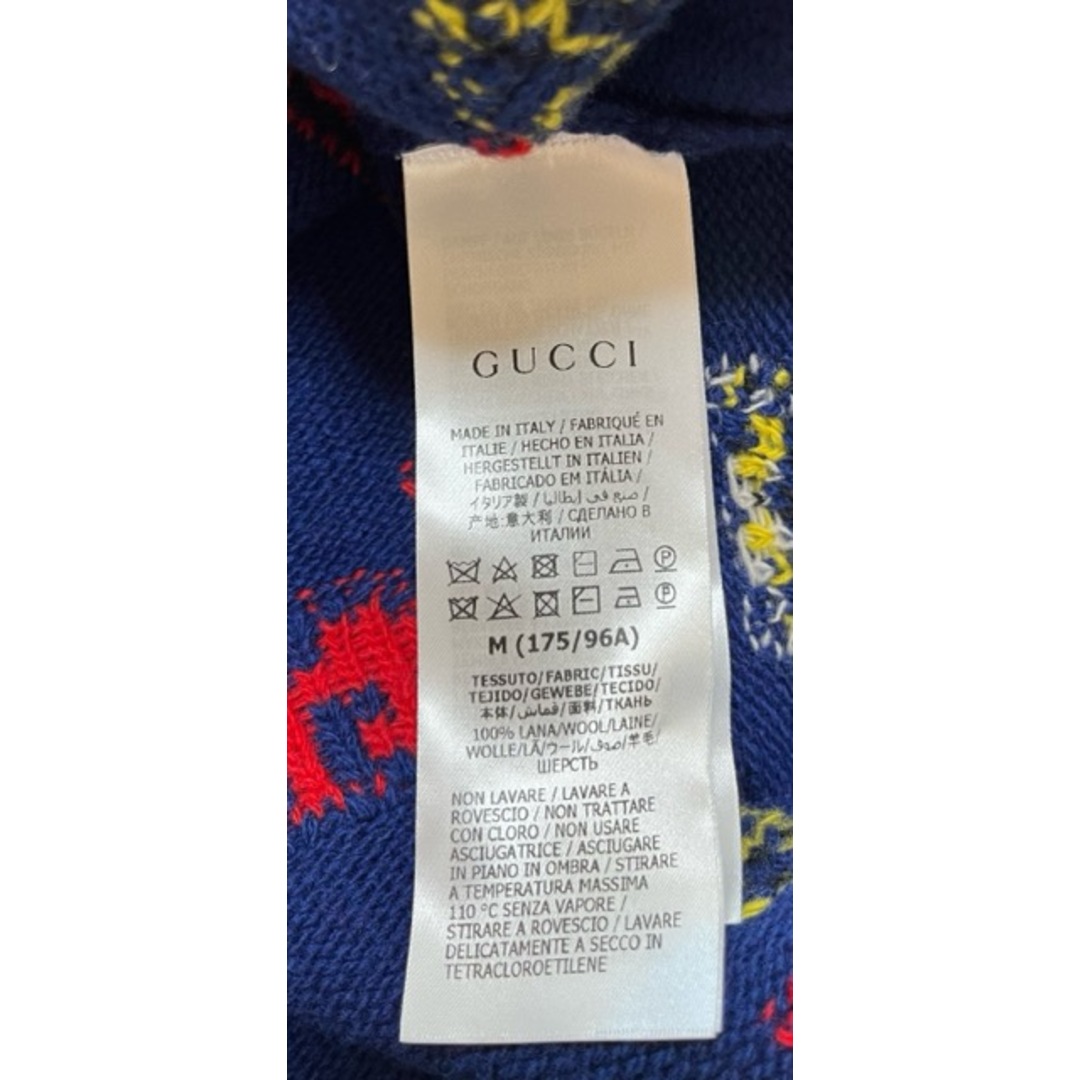 GUCCI
MADE IN ITALY / FABRIQUÉ EN
ITALIE / HECHO EN ITALIA /
HERGESTELLT IN ITALIEN /
FABRICADO EM ITÁLIA /
イタリア製 / صنع في إيطاليا /
产地:意大利 / СДЕЛАНО В
ИТАЛИИ
P
P
M (175/96A)
TESSUTO/FABRIC/TISSU/
TEJIDO/GEWEBE/TECIDO/
本体/قماش/面料/ТКАНЬ
100% LANA/WOOL/LAINE/
WOLLE/LÃ/ウール/صوف/羊毛/
ШЕРСТЬ
NON LAVARE / LAVARE A
ROVESCIO / NON TRATTARE
CON CLORO / NON USARE
ASCIUGATRICE / ASCIUGARE
IN PIANO IN OMBRA / STIRARE
A TEMPERATURA MASSIMA
110 °C SENZA VAPORE /
STIRARE A ROVESCIO / LAVARE
DELICATAMENTE A SECCO IN
TETRACLOROETILENE